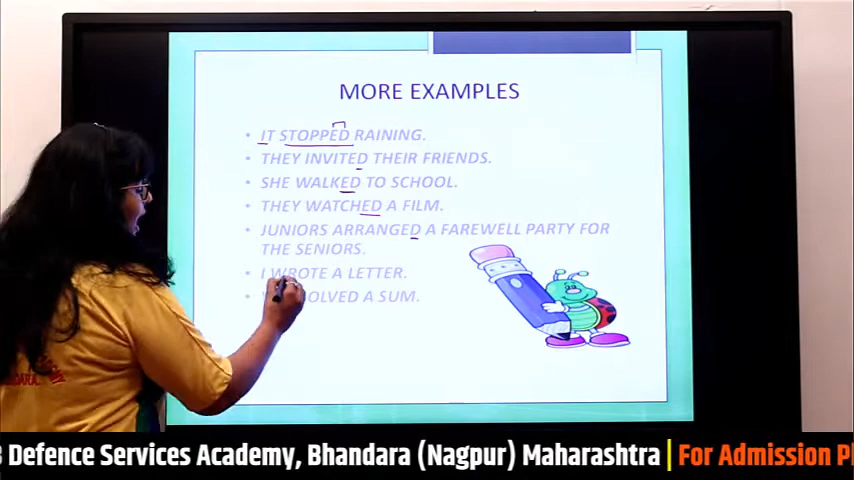 MORE EXAMPLES
• IT STOPPED RAINING.
• THEY INVITED THEIR FRIENDS.
• SHE WALKED TO SCHOOL.
• THEY WATCHED A FILM.
• JUNIORS ARRANGED A FAREWELL PARTY FOR
THE SENIORS.
• I WROTE A LETTER.
• SOLVED A SUM.
Defence Services Academy, Bhandara (Nagpur) Maharashtra | For Admission